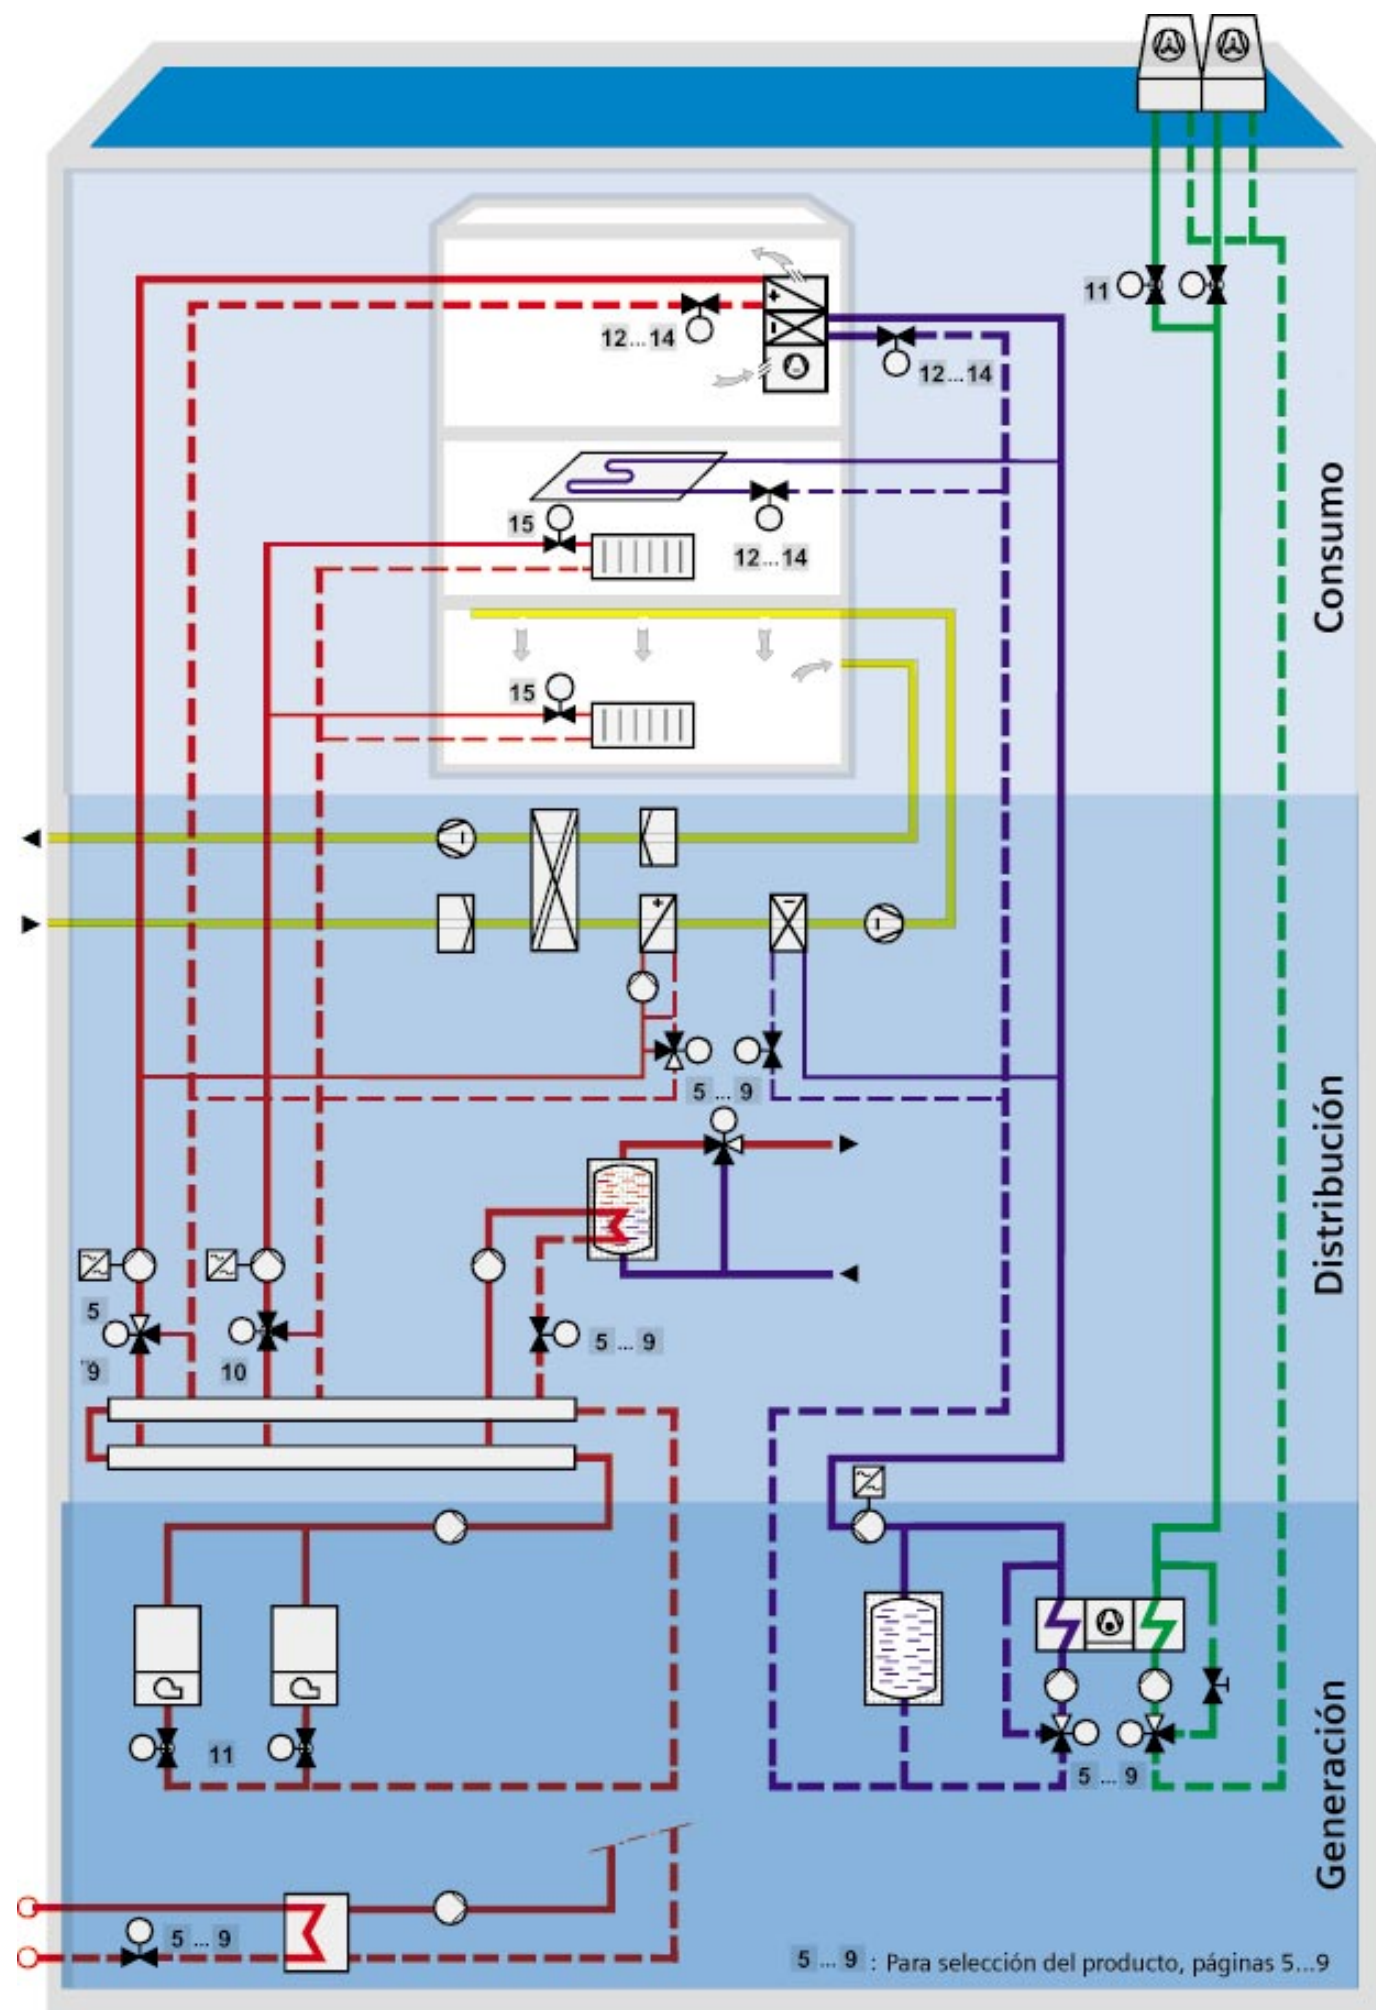 11
12...14
12...14
15
12...14
Consumo
15
5 ... 9
Distribución
5
9
10
5 ... 9
11
5 ... 9
Generación
5 ... 9
5 ... 9 : Para selección del producto, páginas 5...9